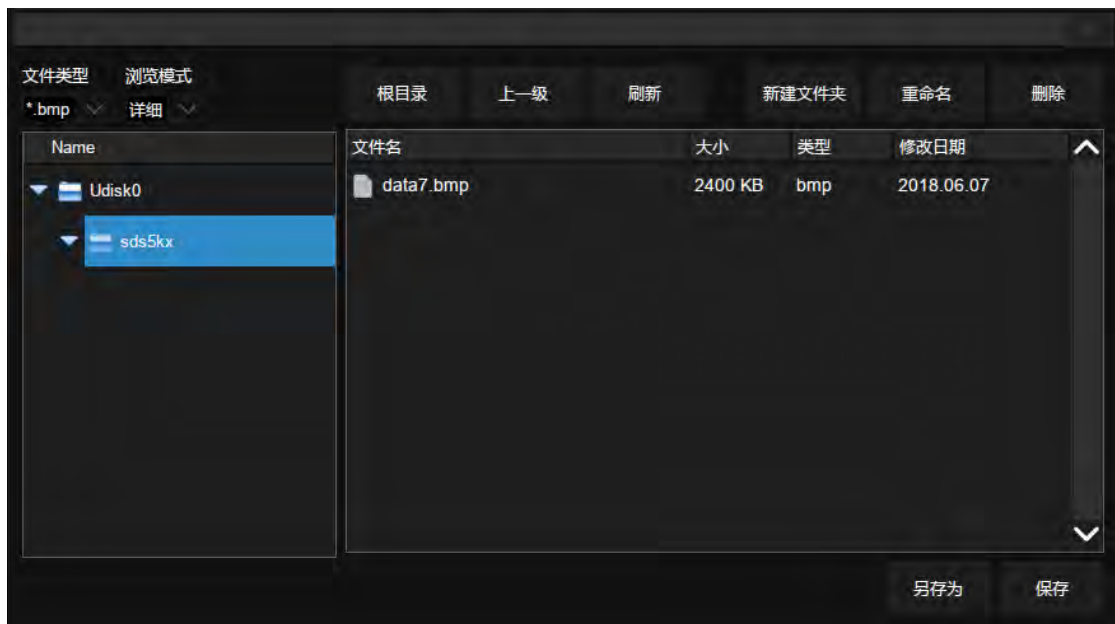 文件类型 浏览模式
*.bmp 详细
根目录 上一级 刷新 新建文件夹 重命名 删除
Name
Udisk0
sds5kx
文件名 大小 类型 修改日期
data7.bmp 2400 KB bmp 2018.06.07
另存为 保存